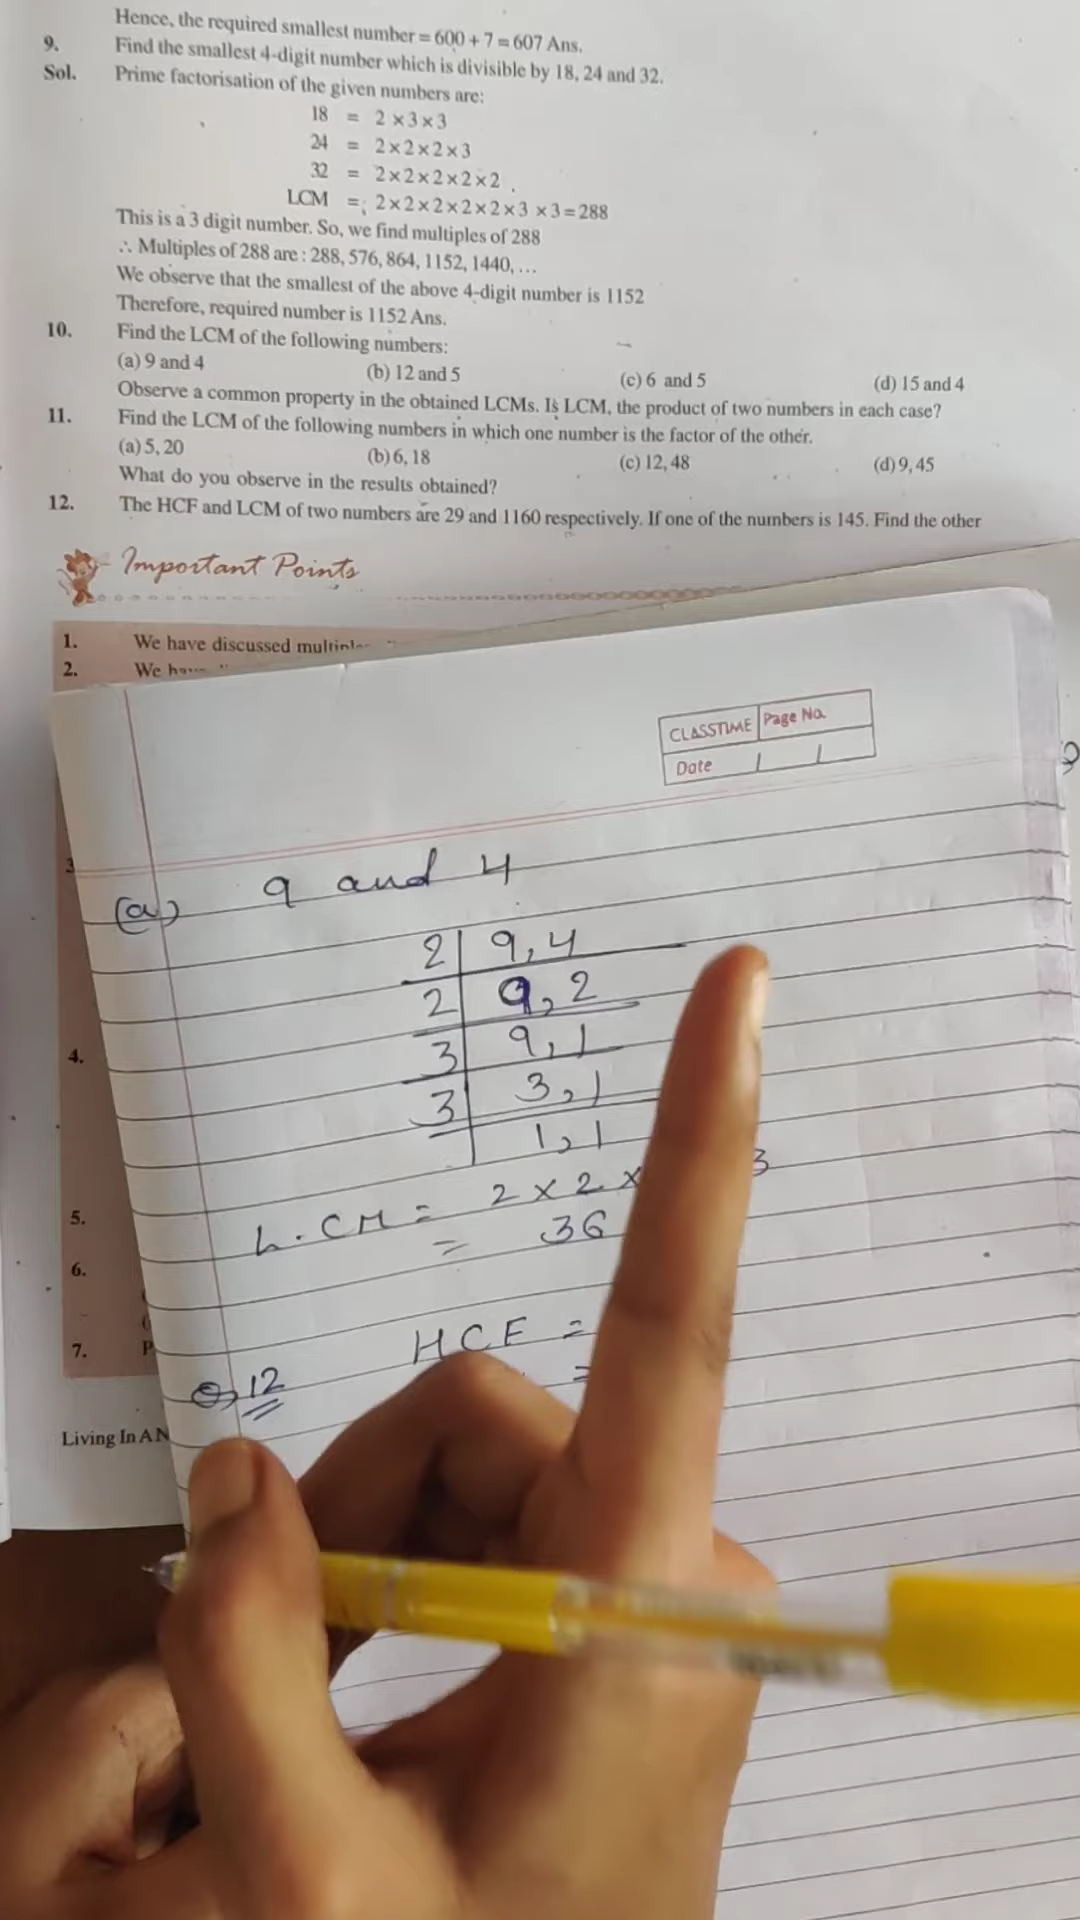 Hence, the required smallest number = 600 + 7 = 607 Ans.
9. Find the smallest 4-digit number which is divisible by 18, 24 and 32.
Sol. Prime factorisation of the given numbers are:
18 = 2 × 3 × 3
24 = 2 × 2 × 2 × 3
32 = 2 × 2 × 2 × 2 × 2
LCM = 2 × 2 × 2 × 2 × 2 × 3 × 3 = 288
This is a 3 digit number. So, we find multiples of 288
∴ Multiples of 288 are : 288, 576, 864, 1152, 1440, ...
We observe that the smallest of the above 4-digit number is 1152
Therefore, required number is 1152 Ans.
10. Find the LCM of the following numbers:
(a) 9 and 4 (b) 12 and 5 (c) 6 and 5 (d) 15 and 4
Observe a common property in the obtained LCMs. Is LCM, the product of two numbers in each case?
11. Find the LCM of the following numbers in which one number is the factor of the other.
(a) 5, 20 (b) 6, 18 (c) 12, 48 (d) 9, 45
What do you observe in the results obtained?
12. The HCF and LCM of two numbers are 29 and 1160 respectively. If one of the numbers is 145. Find the other
Important Points
1. We have discussed
2. We
3
4.
5.
6.
7. P
Living In A
CLASSTIME Page No.
Date
(a) 9 and 4
2 | 9, 4
2 | 9, 2
3 | 9, 1
3 | 3, 1
1, 1
L.CM = 2 × 2 × 3
= 36
HCF =
Q, 12 =